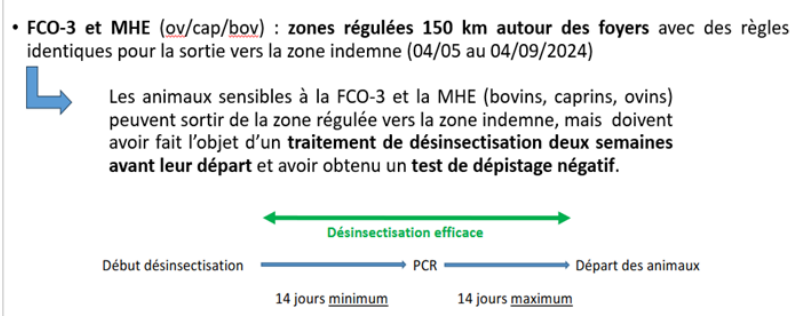 • FCO-3 et MHE (ov/cap/bov) : zones régulées 150 km autour des foyers avec des règles
identiques pour la sortie vers la zone indemne (04/05 au 04/09/2024)
Les animaux sensibles à la FCO-3 et la MHE (bovins, caprins, ovins)
peuvent sortir de la zone régulée vers la zone indemne, mais doivent
avoir fait l’objet d’un traitement de désinsectisation deux semaines
avant leur départ et avoir obtenu un test de dépistage négatif.
Désinsectisation efficace
Début désinsectisation PCR Départ des animaux
14 jours minimum 14 jours maximum